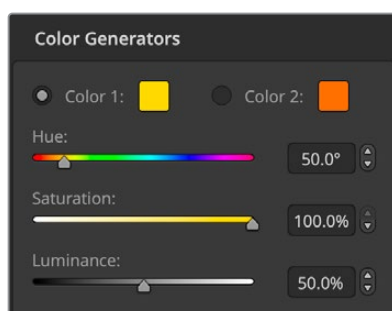 Color Generators
Color 1: Color 2:
Hue:
50.0°
Saturation:
100.0%
Luminance:
50.0%